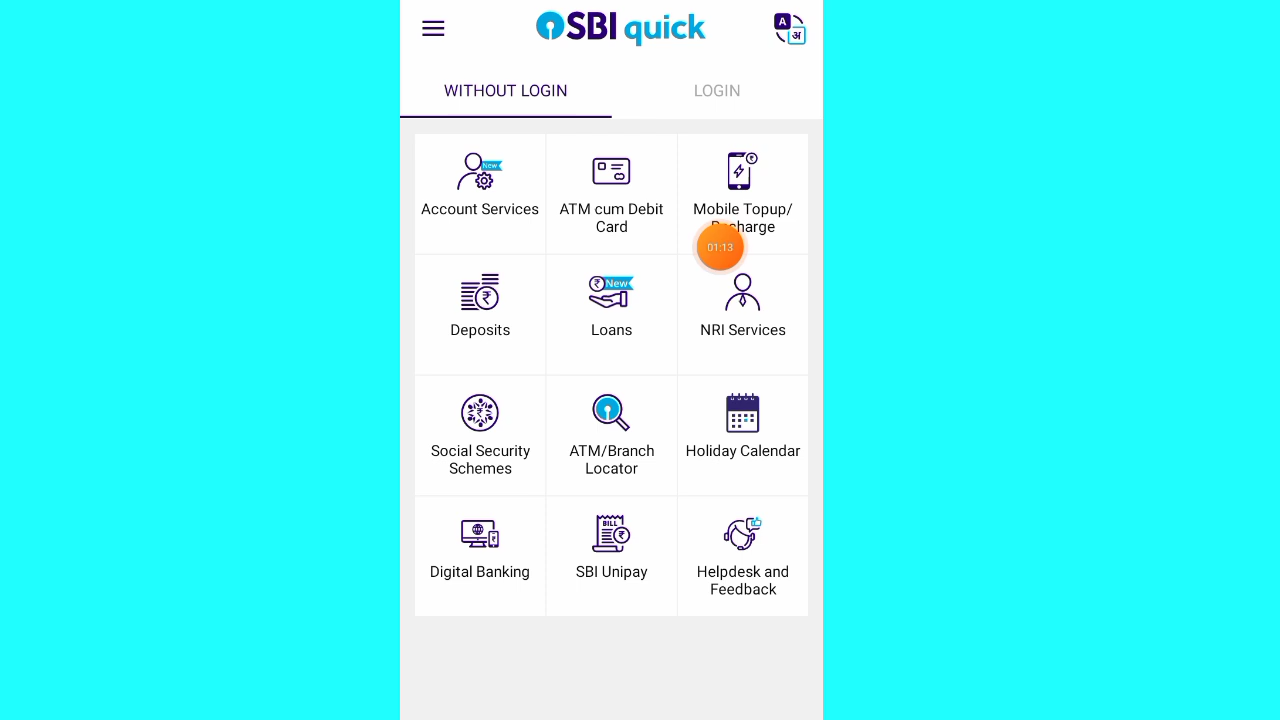 SBI quick
A
अ
WITHOUT LOGIN
LOGIN
New
Account Services
ATM cum Debit
Card
Mobile Topup/
01:13
Deposits
New
Loans
NRI Services
Social Security
Schemes
ATM/Branch
Locator
Holiday Calendar
Digital Banking
BILL
SBI Unipay
Helpdesk and
Feedback